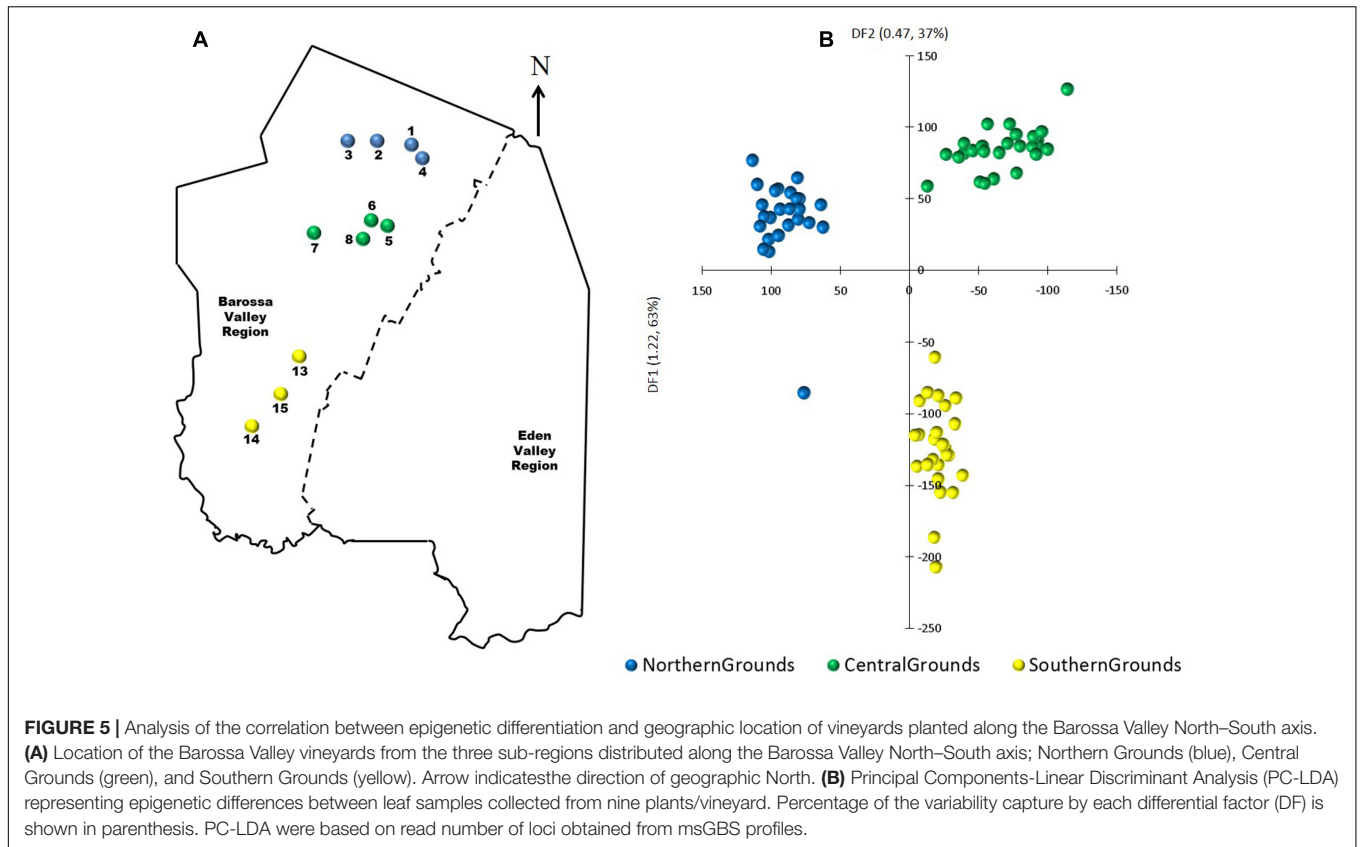 A
N
1
2
3
4
6
7
8
5
Barossa
Valley
Region
13
15
14
Eden
Valley
Region
B
DF2 (0.47, 37%)
150
100
50
0
150
100
50
0
-50
-100
-150
-50
-100
-150
-200
-250
DF1 (1.22, 63%)
NorthernGrounds
CentralGrounds
SouthernGrounds
FIGURE 5 | Analysis of the correlation between epigenetic differentiation and geographic location of vineyards planted along the Barossa Valley North–South axis.
(A) Location of the Barossa Valley vineyards from the three sub-regions distributed along the Barossa Valley North–South axis; Northern Grounds (blue), Central
Grounds (green), and Southern Grounds (yellow). Arrow indicatesthe direction of geographic North. (B) Principal Components-Linear Discriminant Analysis (PC-LDA)
representing epigenetic differences between leaf samples collected from nine plants/vineyard. Percentage of the variability capture by each differential factor (DF) is
shown in parenthesis. PC-LDA were based on read number of loci obtained from msGBS profiles.